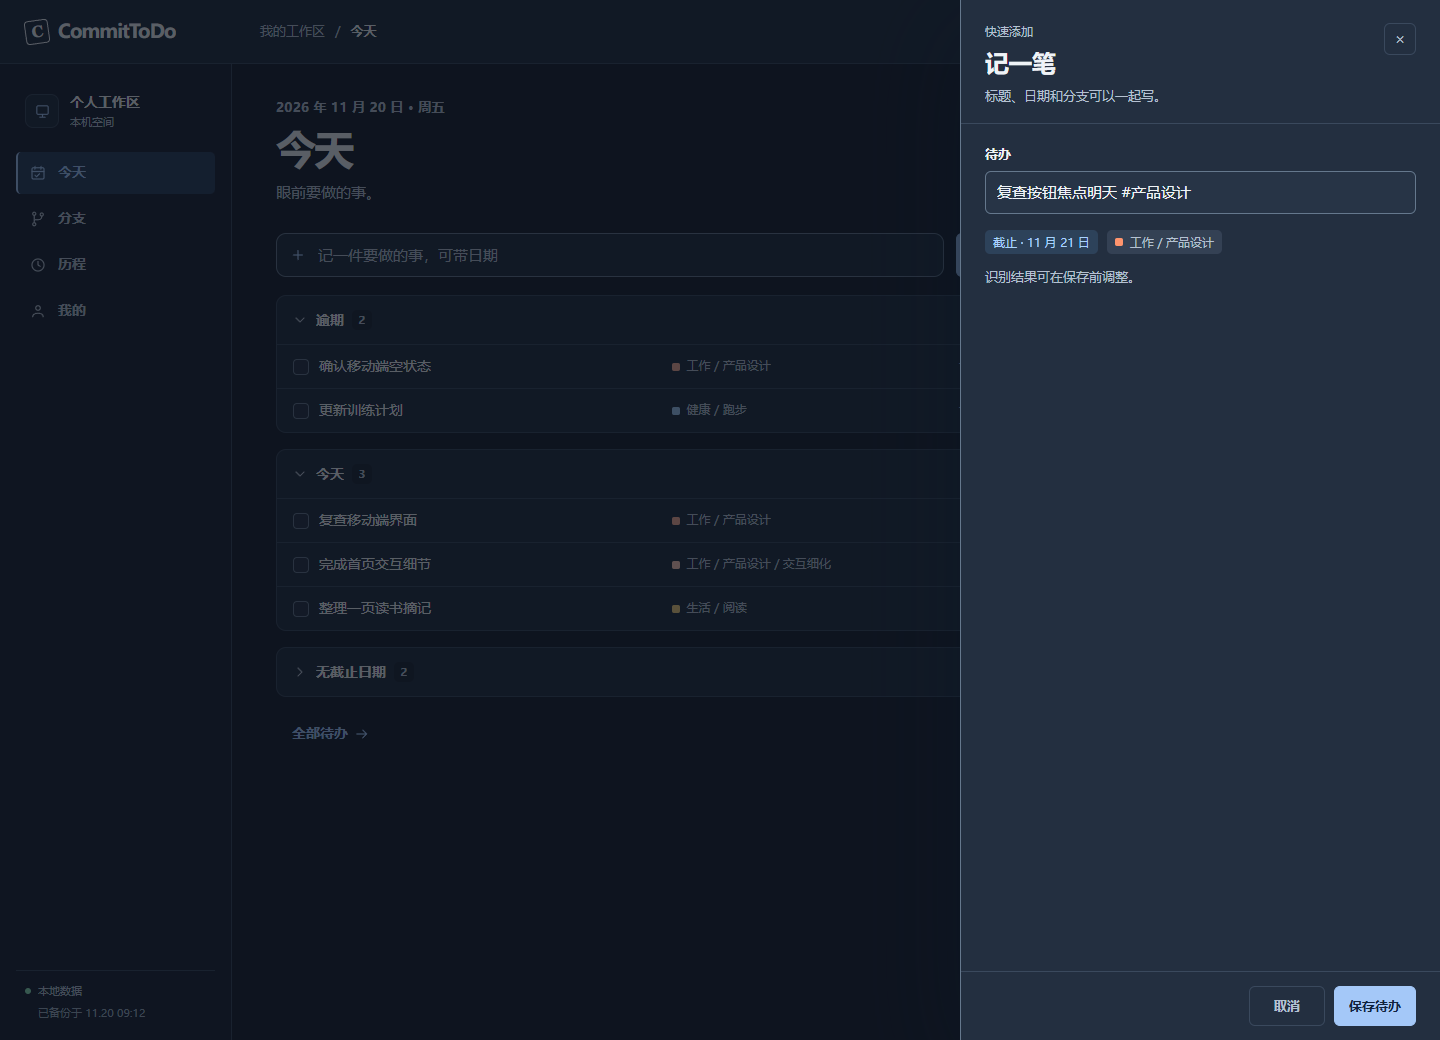 C CommitToDo
我的工作区 / 今天
个人工作区
本机空间
今天
分支
历程
我的
本地数据
已备份于 11.20 09:12
2026 年 11 月 20 日 • 周五
今天
眼前要做的事。
记一件要做的事，可带日期
逾期 2
确认移动端空状态 工作 / 产品设计
更新训练计划 健康 / 跑步
今天 3
复查移动端界面 工作 / 产品设计
完成首页交互细节 工作 / 产品设计 / 交互细化
整理一页读书摘记 生活 / 阅读
无截止日期 2
全部待办 →
快速添加
记一笔
标题、日期和分支可以一起写。
待办
复查按钮焦点明天 #产品设计
截止 · 11 月 21 日 工作 / 产品设计
识别结果可在保存前调整。
取消 保存待办